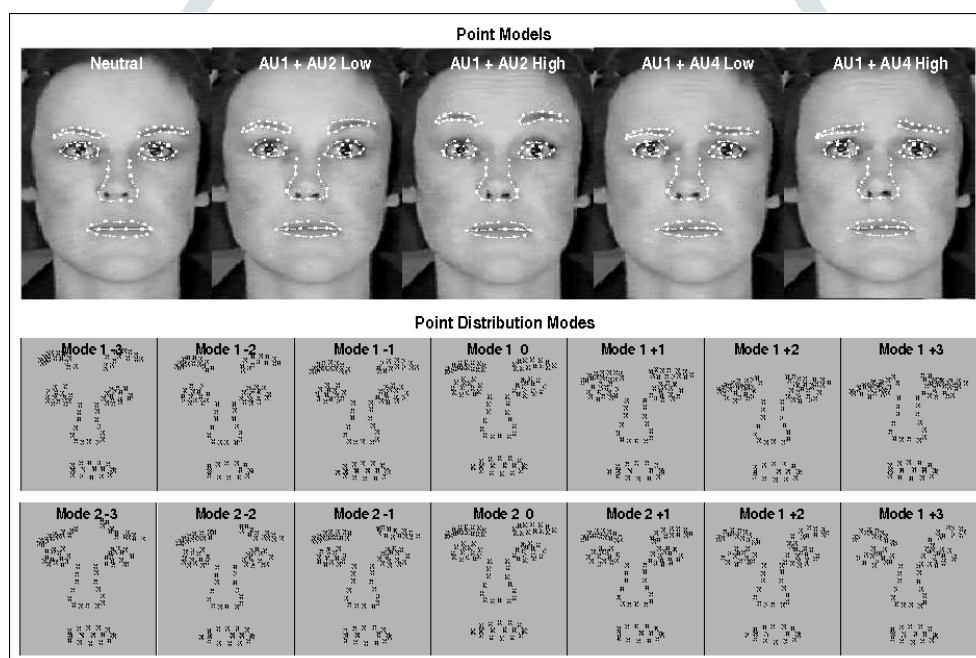 Point Models
Neutral AU1 + AU2 Low AU1 + AU2 High AU1 + AU4 Low AU1 + AU4 High
Point Distribution Modes
Mode 1 -3 Mode 1 -2 Mode 1 -1 Mode 1 0 Mode 1 +1 Mode 1 +2 Mode 1 +3
Mode 2 -3 Mode 2 -2 Mode 2 -1 Mode 2 0 Mode 2 +1 Mode 1 +2 Mode 1 +3